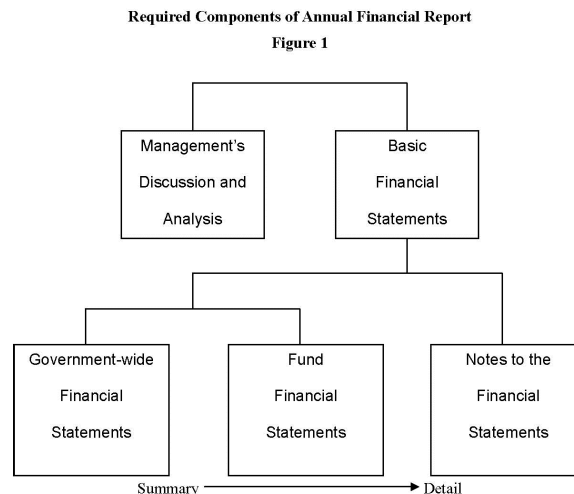 Required Components of Annual Financial Report
Figure 1
Management's
Discussion and
Analysis
Basic
Financial
Statements
Government-wide
Financial
Statements
Fund
Financial
Statements
Notes to the
Financial
Statements
Summary
Detail